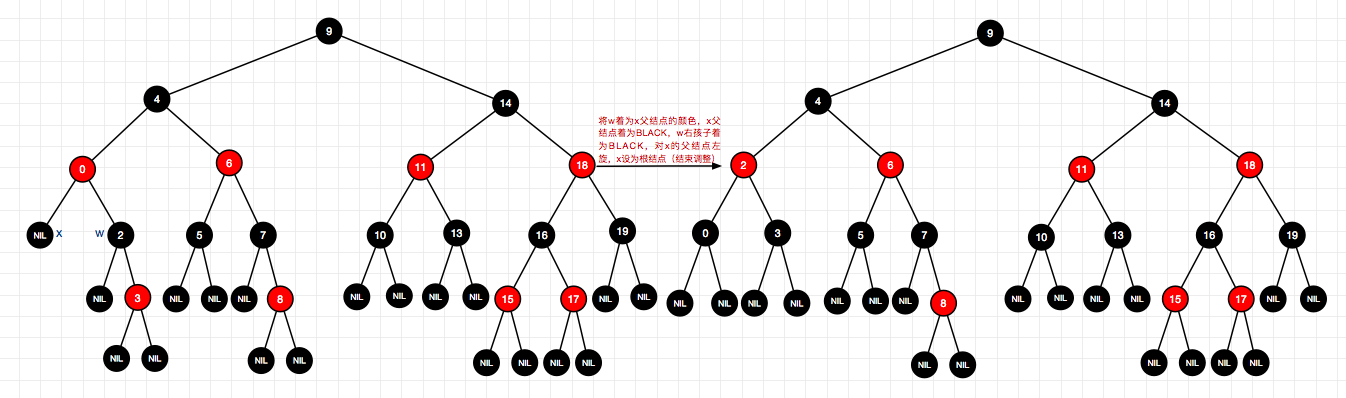 9
9
4
14
将w着为x父结点的颜色，x父
结点着为BLACK，w右孩子着
为BLACK，对x的父结点左
旋，x设为根结点（结束调整）
4
14
0
6
11
18
2
6
11
18
NIL X W 2 5 7 10 13 16 19
0 3 5 7 10 13 16 19
NIL 3 NIL NIL NIL 8 NIL NIL NIL NIL 15 17 NIL NIL
NIL NIL NIL NIL NIL NIL NIL 8 NIL NIL NIL NIL 15 17 NIL NIL
NIL NIL NIL NIL NIL NIL NIL NIL
NIL NIL NIL NIL NIL NIL